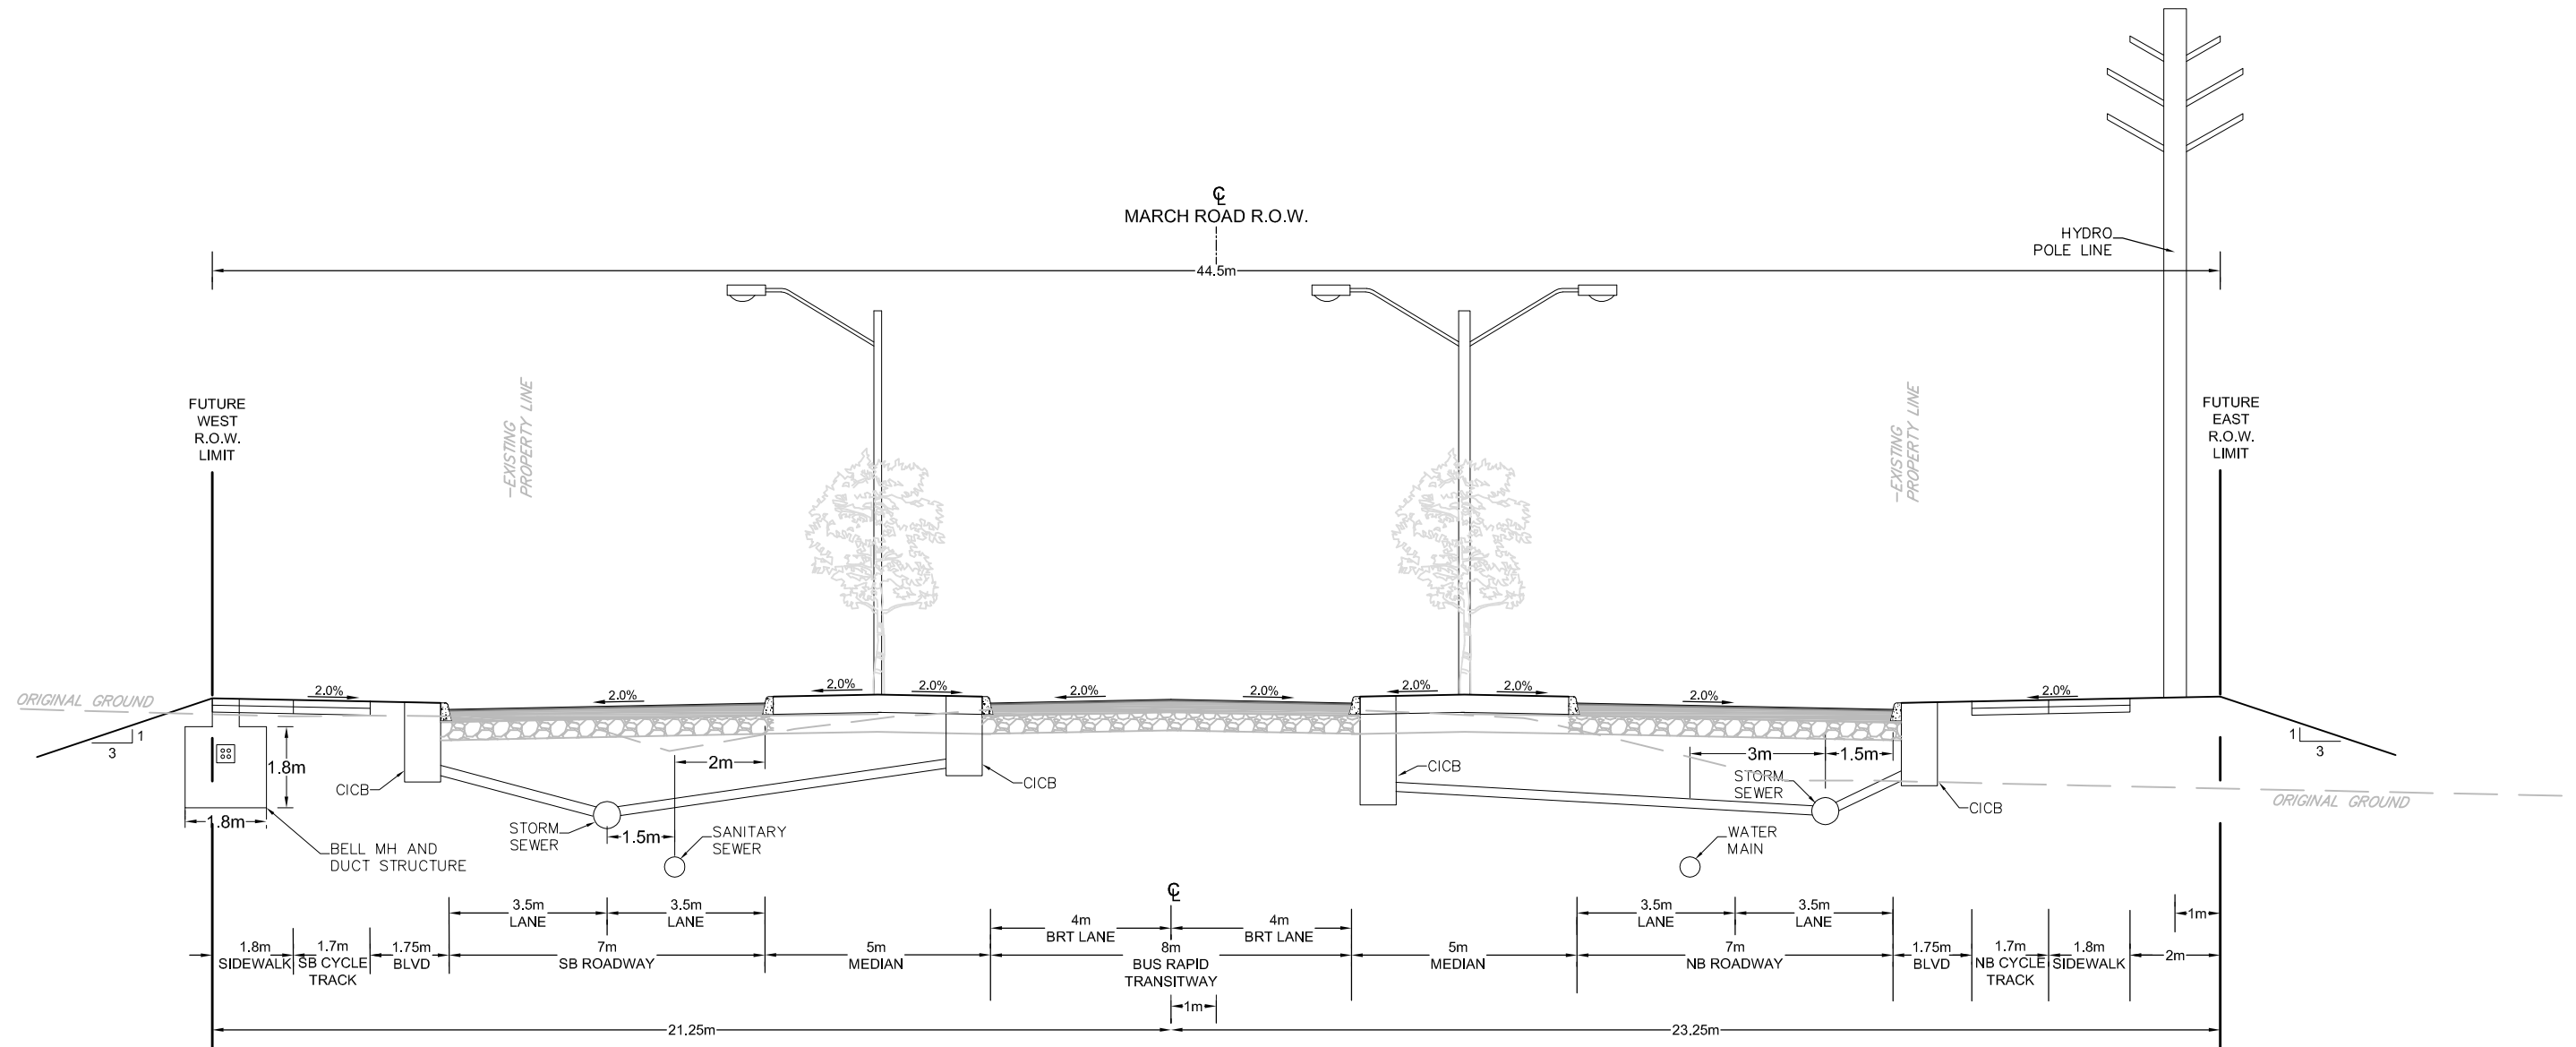 ℄
MARCH ROAD R.O.W.
HYDRO
POLE LINE
44.5m
FUTURE
WEST
R.O.W.
LIMIT
EXISTING
PROPERTY LINE
EXISTING
PROPERTY LINE
FUTURE
EAST
R.O.W.
LIMIT
ORIGINAL GROUND
2.0%
2.0%
2.0%
2.0%
2.0%
2.0%
2.0%
2.0%
2.0%
2.0%
1
3
1.8m
2m
3m
1.5m
1
3
CICB
CICB
CICB
STORM
SEWER
CICB
ORIGINAL GROUND
1.8m
STORM
SEWER
1.5m
SANITARY
SEWER
WATER
MAIN
BELL MH AND
DUCT STRUCTURE
℄
3.5m
LANE
3.5m
LANE
4m
BRT LANE
4m
BRT LANE
3.5m
LANE
3.5m
LANE
1m
1.8m
SIDEWALK
1.7m
SB CYCLE
TRACK
1.75m
BLVD
7m
SB ROADWAY
5m
MEDIAN
8m
BUS RAPID
TRANSITWAY
5m
MEDIAN
7m
NB ROADWAY
1.75m
BLVD
1.7m
NB CYCLE
TRACK
1.8m
SIDEWALK
2m
1m
21.25m
23.25m